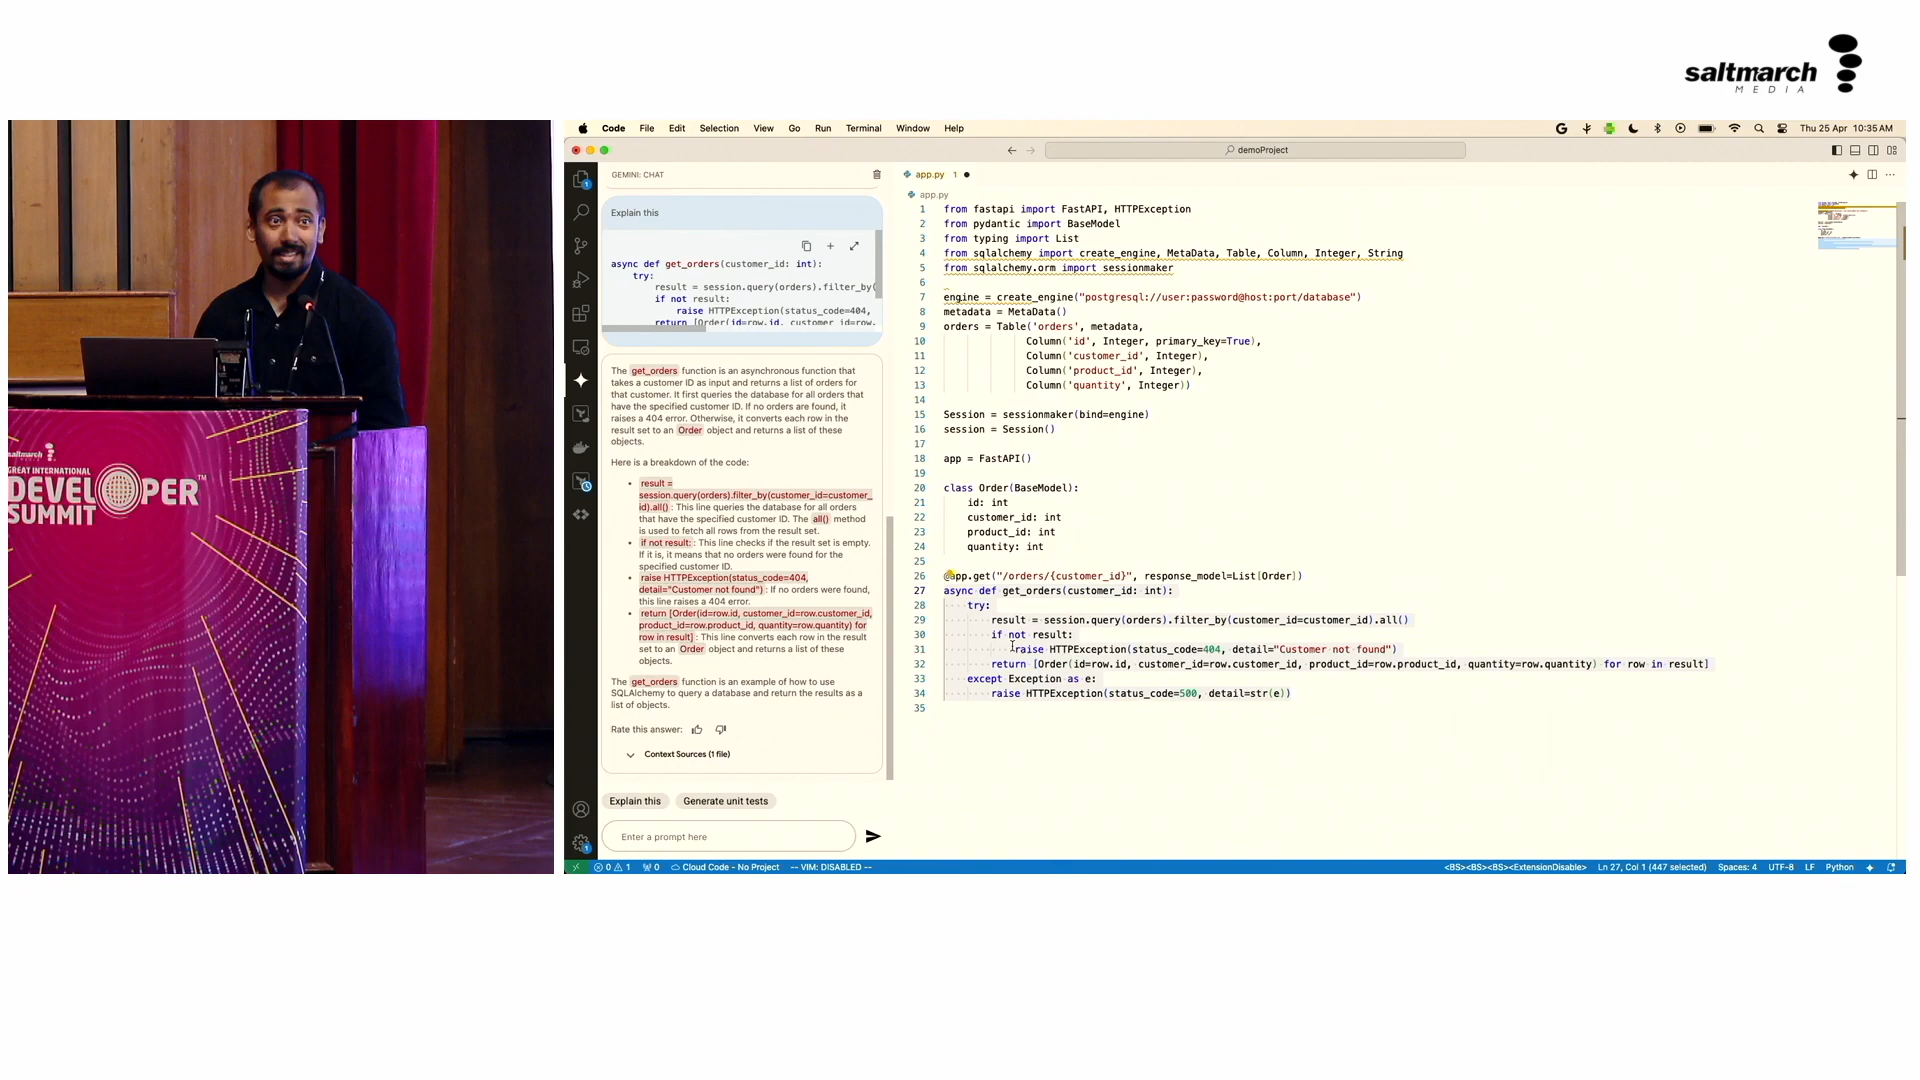 saltmarch
MEDIA
saltmarch
GREAT INTERNATIONAL
DEVELOPER™
SUMMIT
Code File Edit Selection View Go Run Terminal Window Help
Thu 25 Apr 10:35 AM
demoProject
GEMINI: CHAT
Explain this
async def get_orders(customer_id: int):
try:
result = session.query(orders).filter_by(
if not result:
raise HTTPException(status_code=404,
return [Order(id=row.id, customer_id=row.
The get_orders function is an asynchronous function that
takes a customer ID as input and returns a list of orders for
that customer. It first queries the database for all orders that
have the specified customer ID. If no orders are found, it
raises a 404 error. Otherwise, it converts each row in the
result set to an Order object and returns a list of these
objects.
Here is a breakdown of the code:
result =
session.query(orders).filter_by(customer_id=customer_
id).all() : This line queries the database for all orders
that have the specified customer ID. The all() method
is used to fetch all rows from the result set.
if not result: : This line checks if the result set is empty.
If it is, it means that no orders were found for the
specified customer ID.
raise HTTPException(status_code=404,
detail="Customer not found") : If no orders were found,
this line raises a 404 error.
return [Order(id=row.id, customer_id=row.customer_id,
product_id=row.product_id, quantity=row.quantity) for
row in result] : This line converts each row in the result
set to an Order object and returns a list of these
objects.
The get_orders function is an example of how to use
SQLAlchemy to query a database and return the results as a
list of objects.
Rate this answer:
Context Sources (1 file)
Explain this Generate unit tests
Enter a prompt here
app.py 1
app.py
1 from fastapi import FastAPI, HTTPException
2 from pydantic import BaseModel
3 from typing import List
4 from sqlalchemy import create_engine, MetaData, Table, Column, Integer, String
5 from sqlalchemy.orm import sessionmaker
6
7 engine = create_engine("postgresql://user:password@host:port/database")
8 metadata = MetaData()
9 orders = Table('orders', metadata,
10 Column('id', Integer, primary_key=True),
11 Column('customer_id', Integer),
12 Column('product_id', Integer),
13 Column('quantity', Integer))
14
15 Session = sessionmaker(bind=engine)
16 session = Session()
17
18 app = FastAPI()
19
20 class Order(BaseModel):
21 id: int
22 customer_id: int
23 product_id: int
24 quantity: int
25
26 @app.get("/orders/{customer_id}", response_model=List[Order])
27 async def get_orders(customer_id: int):
28 try:
29 result = session.query(orders).filter_by(customer_id=customer_id).all()
30 if not result:
31 raise HTTPException(status_code=404, detail="Customer not found")
32 return [Order(id=row.id, customer_id=row.customer_id, product_id=row.product_id, quantity=row.quantity) for row in result]
33 except Exception as e:
34 raise HTTPException(status_code=500, detail=str(e))
35
0 1 0 Cloud Code - No Project -- VIM: DISABLED -- <BS><BS><BS><ExtensionDisable> Ln 27, Col 1 (447 selected) Spaces: 4 UTF-8 LF Python